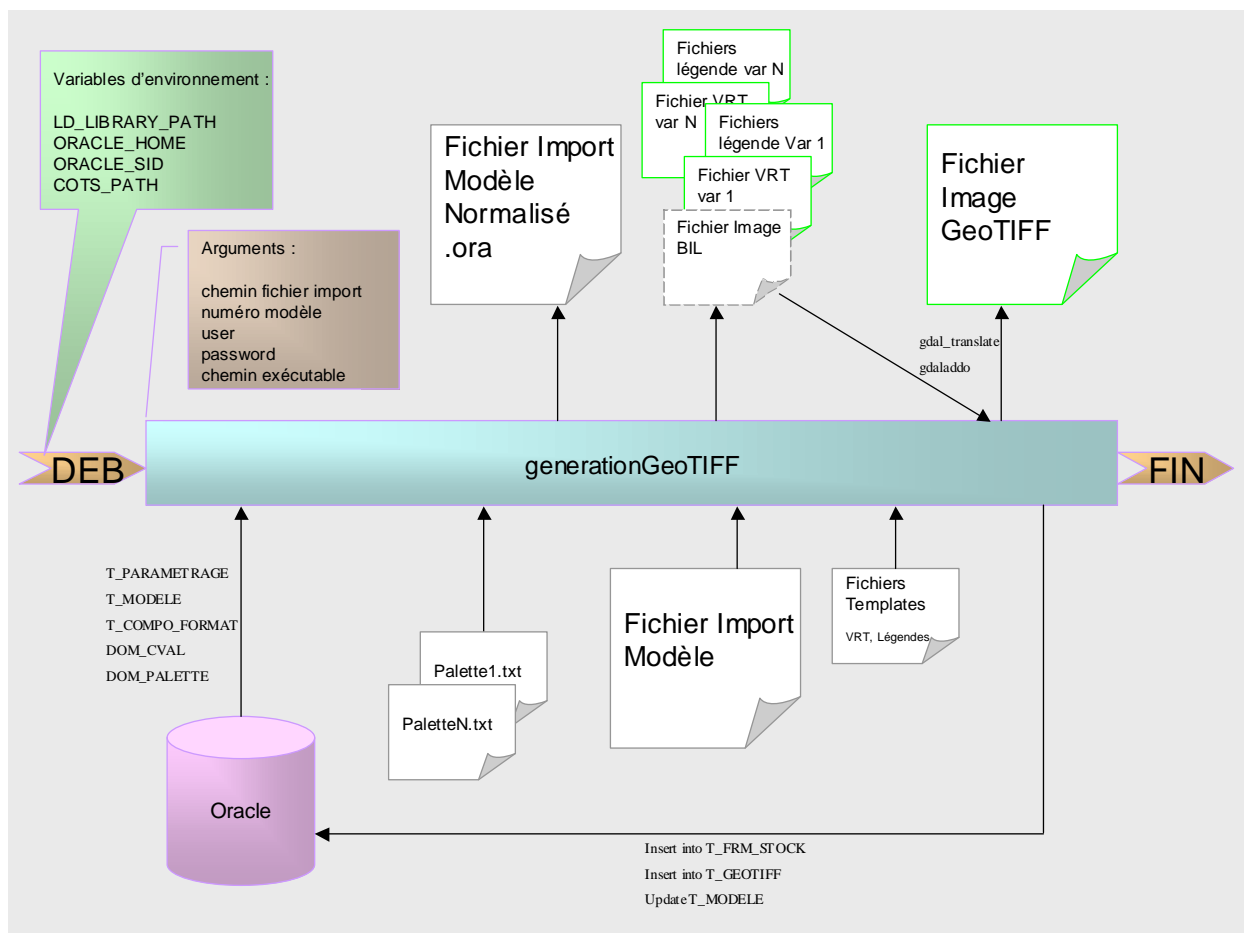 Variables d'environnement :
LD_LIBRARY_PATH
ORACLE_HOME
ORACLE_SID
COTS_PATH
Arguments :
chemin fichier import
numéro modèle
user
password
chemin exécutable
Fichier Import
Modèle
Normalisé
.ora
Fichiers
légende var N
Fichier VRT
var N
Fichiers
légende Var 1
Fichier VRT
var 1
Fichier Image
BIL
Fichier
Image
GeoTIFF
gdal_translate
gdaladdo
DEB
generationGeoTIFF
FIN
T_PARAMETRAGE
T_MODELE
T_COMPO_FORMAT
DOM_CVAL
DOM_PALETTE
Palette1.txt
PaletteN.txt
Fichier Import
Modèle
Fichiers
Templates
VRT, Légendes
Oracle
Insert into T_FRM_STOCK
Insert into T_GEOTIFF
Update T_MODELE